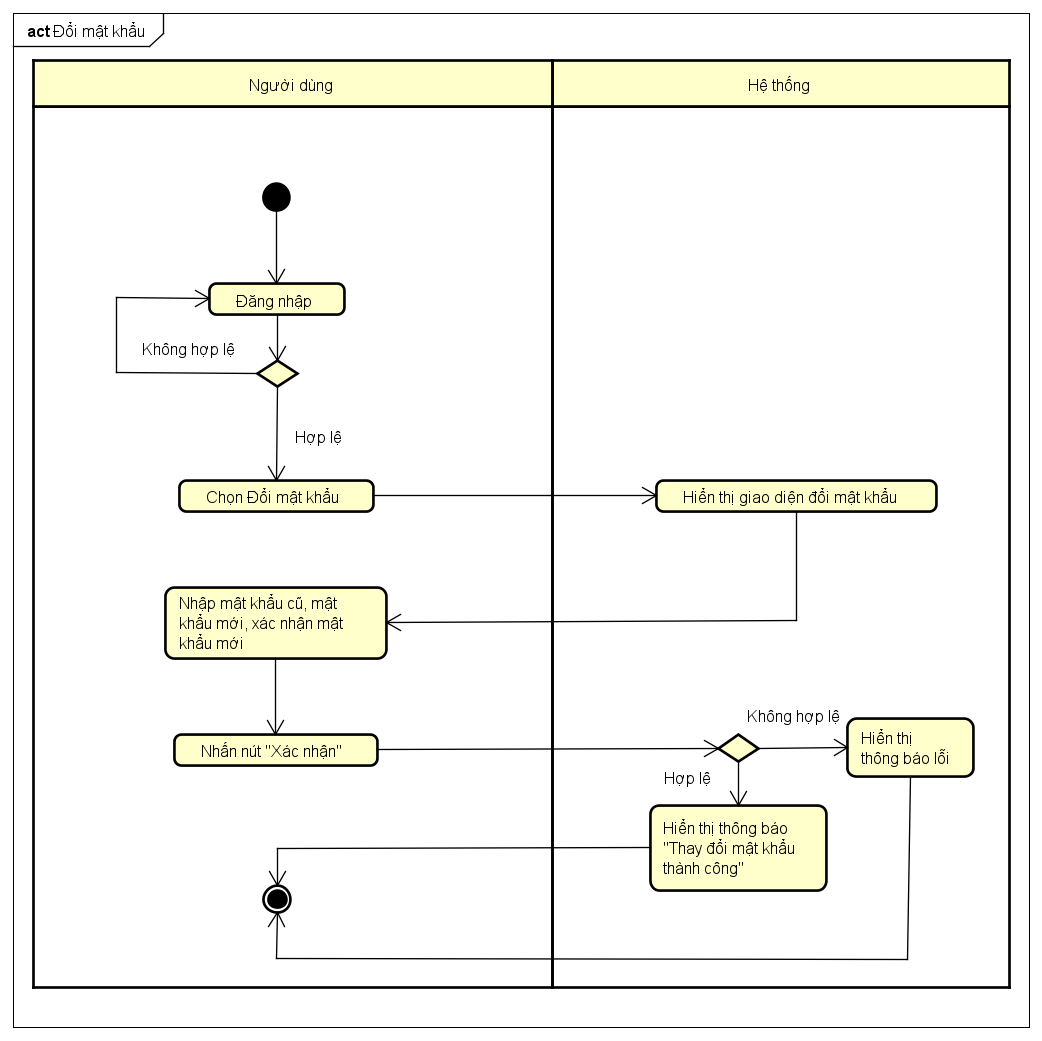 act Đổi mật khẩu
Người dùng
Hệ thống
Đăng nhập
Không hợp lệ
Hợp lệ
Chọn Đổi mật khẩu
Hiển thị giao diện đổi mật khẩu
Nhập mật khẩu cũ, mật
khẩu mới, xác nhận mật
khẩu mới
Nhấn nút "Xác nhận"
Không hợp lệ
Hiển thị
thông báo lỗi
Hợp lệ
Hiển thị thông báo
"Thay đổi mật khẩu
thành công"